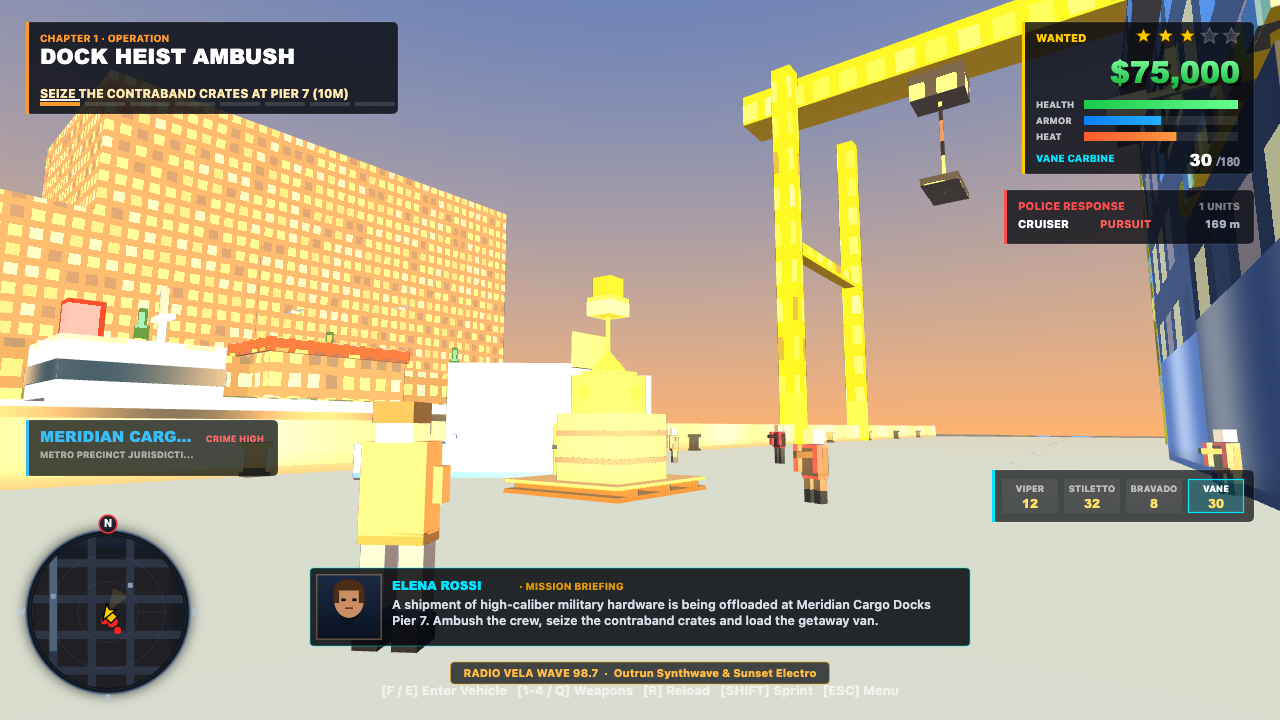 CHAPTER 1 · OPERATION
DOCK HEIST AMBUSH
SEIZE THE CONTRABAND CRATES AT PIER 7 (10M)
WANTED
$75,000
HEALTH
ARMOR
HEAT
VANE CARBINE 30 /180
POLICE RESPONSE 1 UNITS
CRUISER PURSUIT 169 m
MERIDIAN CARG... CRIME HIGH
METRO PRECINCT JURISDICTI...
VIPER STILETTO BRAVADO VANE
12 32 8 30
N
ELENA ROSSI · MISSION BRIEFING
A shipment of high-caliber military hardware is being offloaded at Meridian Cargo Docks
Pier 7. Ambush the crew, seize the contraband crates and load the getaway van.
RADIO VELA WAVE 98.7 · Outrun Synthwave & Sunset Electro
[F / E] Enter Vehicle [1-4 / Q] Weapons [R] Reload [SHIFT] Sprint [ESC] Menu